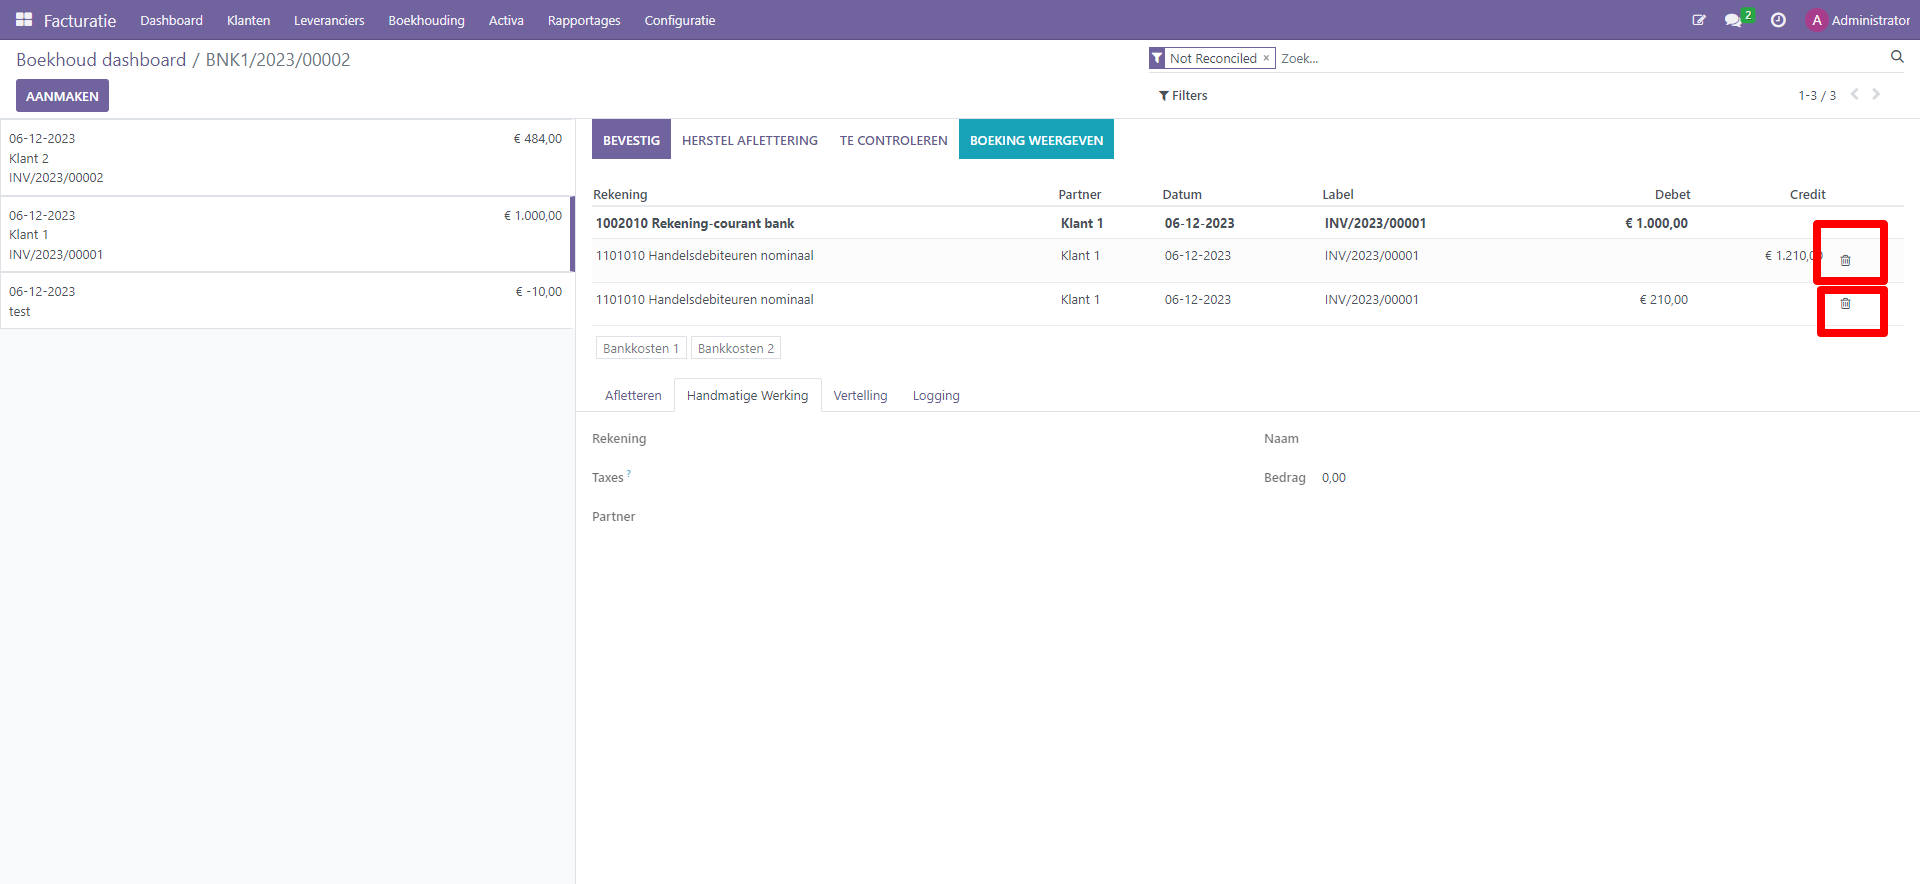 Facturatie Dashboard Klanten Leveranciers Boekhouding Activa Rapportages Configuratie 2 A Administrator
Boekhoud dashboard / BNK1/2023/00002
Not Reconciled × Zoek...
AANMAKEN
Filters
1-3 / 3
06-12-2023 € 484,00
Klant 2
INV/2023/00002
06-12-2023 € 1.000,00
Klant 1
INV/2023/00001
06-12-2023 € -10,00
test
BEVESTIG HERSTEL AFLETTERING TE CONTROLEREN BOEKING WEERGEVEN
Rekening Partner Datum Label Debet Credit
1002010 Rekening-courant bank Klant 1 06-12-2023 INV/2023/00001 € 1.000,00
1101010 Handelsdebiteuren nominaal Klant 1 06-12-2023 INV/2023/00001 € 1.210,0
1101010 Handelsdebiteuren nominaal Klant 1 06-12-2023 INV/2023/00001 € 210,00
Bankkosten 1 Bankkosten 2
Afletteren Handmatige Werking Vertelling Logging
Rekening
Naam
Taxes ?
Bedrag 0,00
Partner